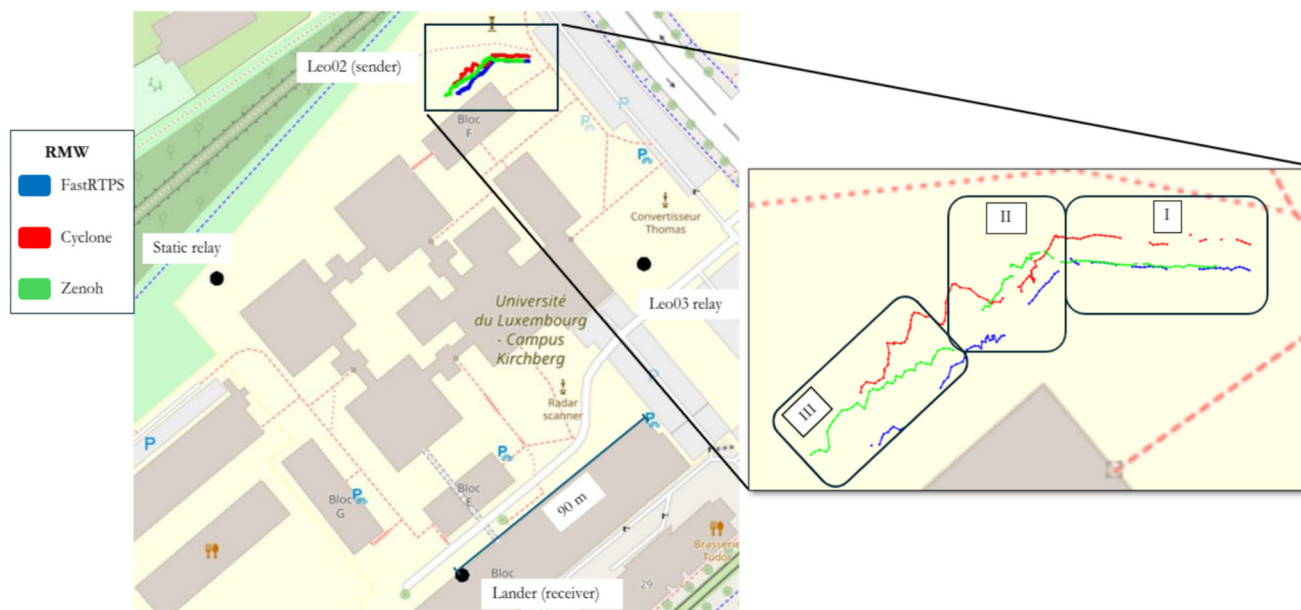 Leo02 (sender)
Bloc
F
P
P
P
RMW
FastRTPS
Cyclone
Zenoh
Static relay
Convertisseur
Thomas
Leo03 relay
Université
du Luxembourg
- Campus
Kirchberg
Radar
scanner
P
P
P
P
P
Bloc
G
Bloc
E
90 m
Bloc
29
Brasserie
Tudor
Lander (receiver)
I
II
III